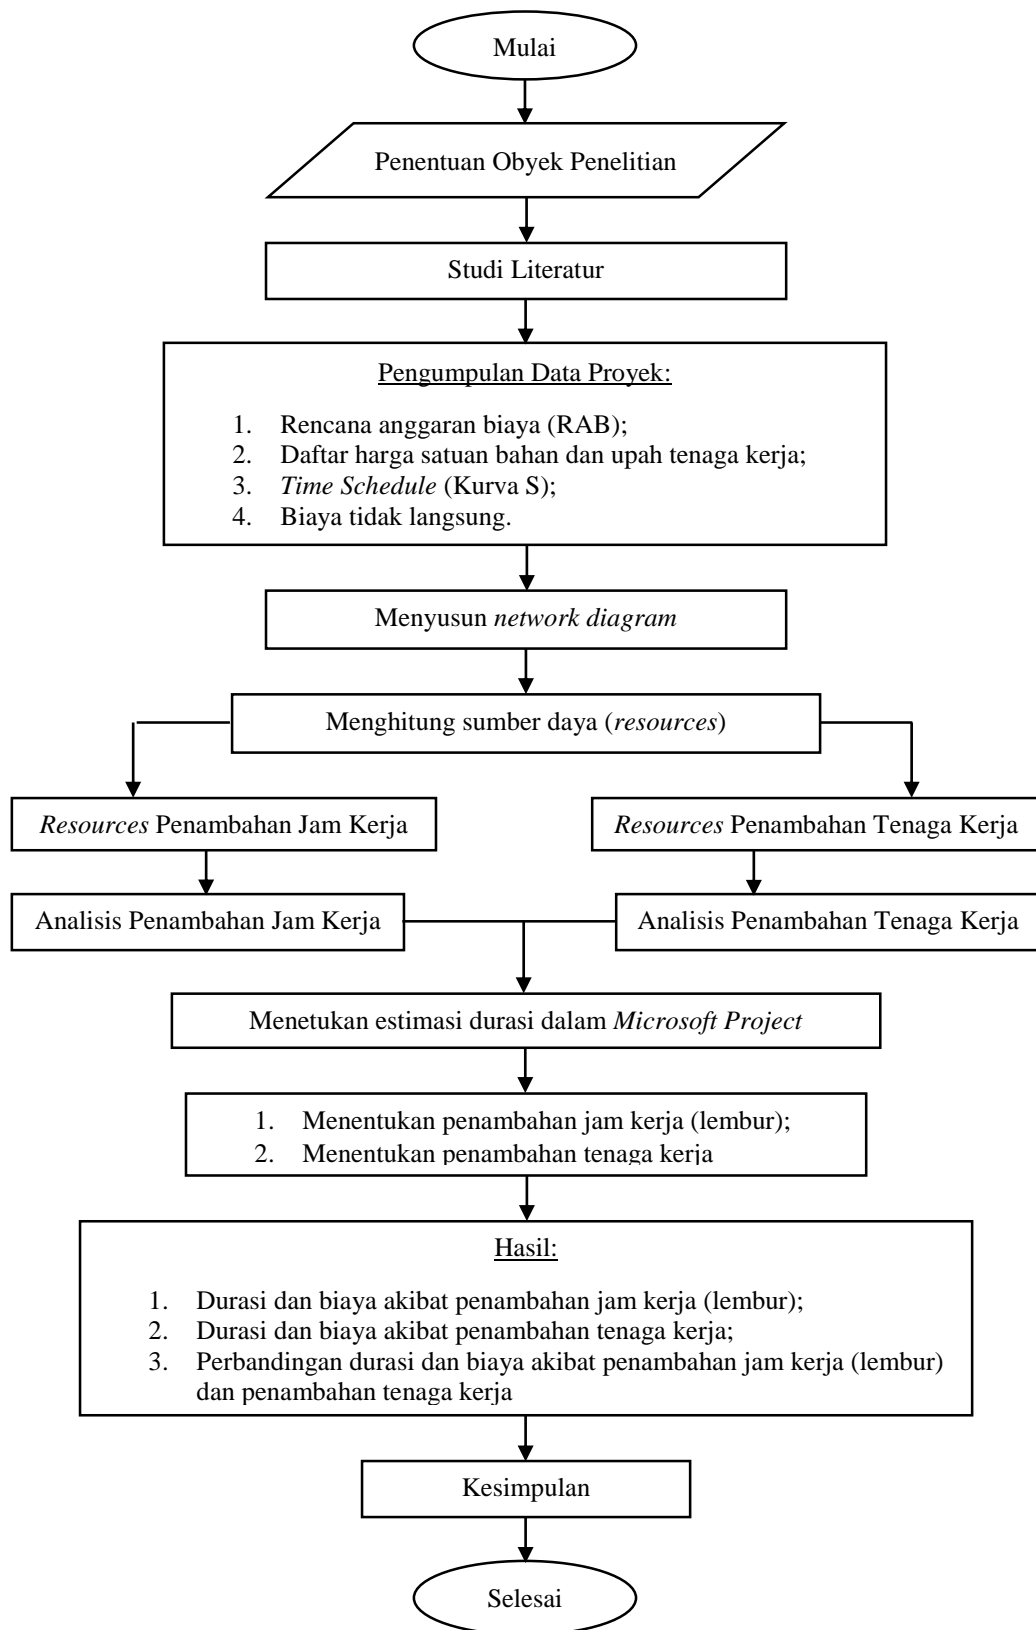 Mulai
Penentuan Obyek Penelitian
Studi Literatur
Pengumpulan Data Proyek:
1. Rencana anggaran biaya (RAB);
2. Daftar harga satuan bahan dan upah tenaga kerja;
3. Time Schedule (Kurva S);
4. Biaya tidak langsung.
Menyusun network diagram
Menghitung sumber daya (resources)
Resources Penambahan Jam Kerja
Resources Penambahan Tenaga Kerja
Analisis Penambahan Jam Kerja
Analisis Penambahan Tenaga Kerja
Menetukan estimasi durasi dalam Microsoft Project
1. Menentukan penambahan jam kerja (lembur);
2. Menentukan penambahan tenaga kerja
Hasil:
1. Durasi dan biaya akibat penambahan jam kerja (lembur);
2. Durasi dan biaya akibat penambahan tenaga kerja;
3. Perbandingan durasi dan biaya akibat penambahan jam kerja (lembur)
dan penambahan tenaga kerja
Kesimpulan
Selesai